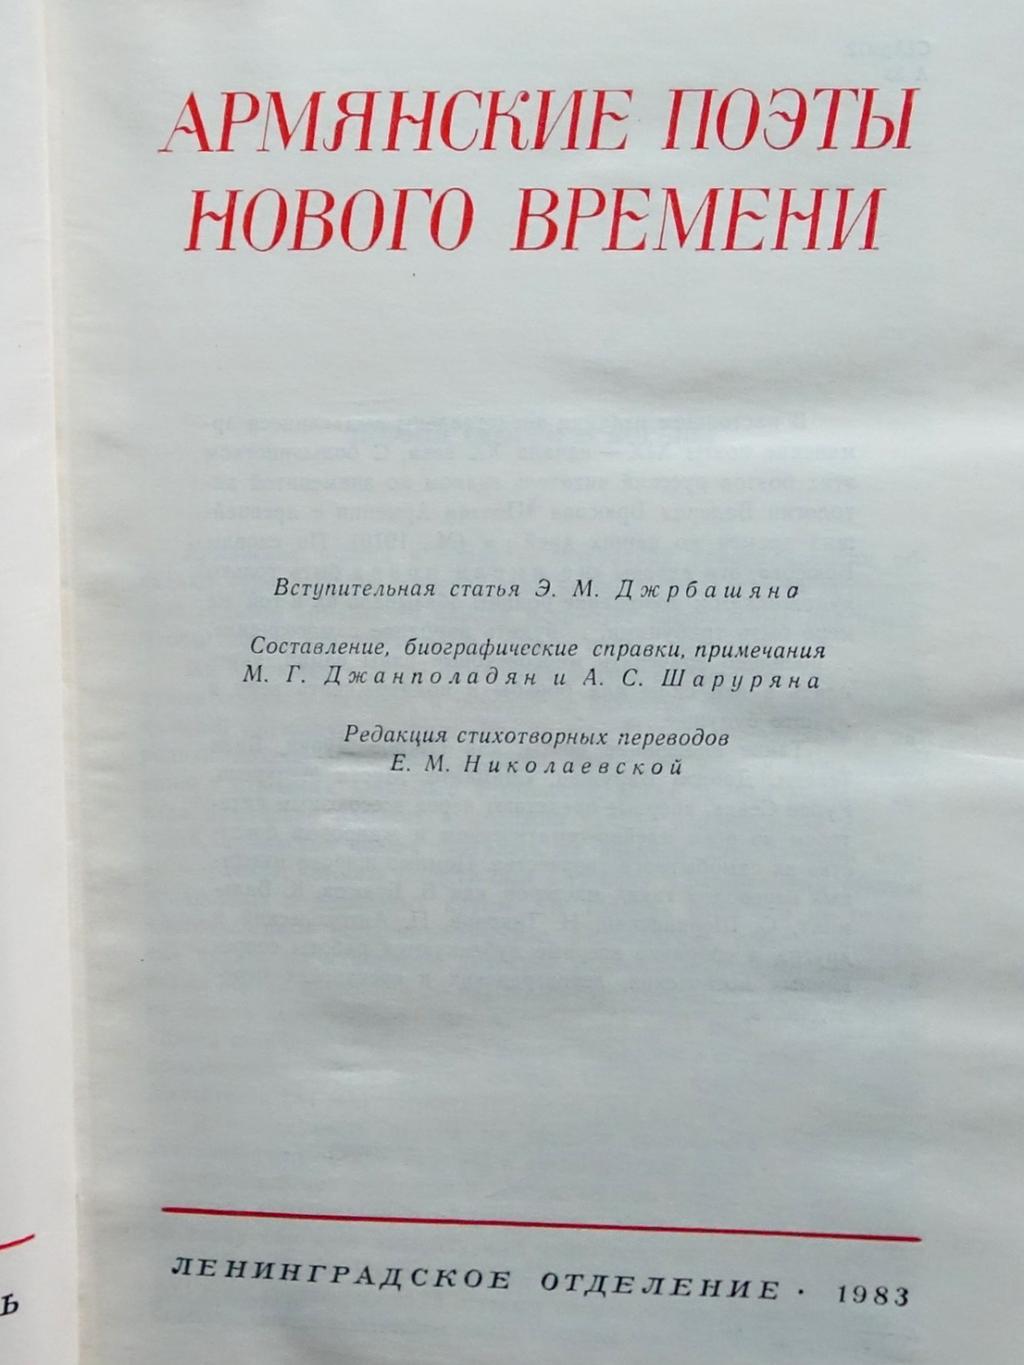 АРМЯНСКИЕ ПОЭТЫ
НОВОГО ВРЕМЕНИ
Вступительная статья Э. М. Джрбашяна
Составление, биографические справки, примечания
М. Г. Джанполадян и А. С. Шаруряна
Редакция стихотворных переводов
Е. М. Николаевской
ЛЕНИНГРАДСКОЕ ОТДЕЛЕНИЕ · 1983
Ь